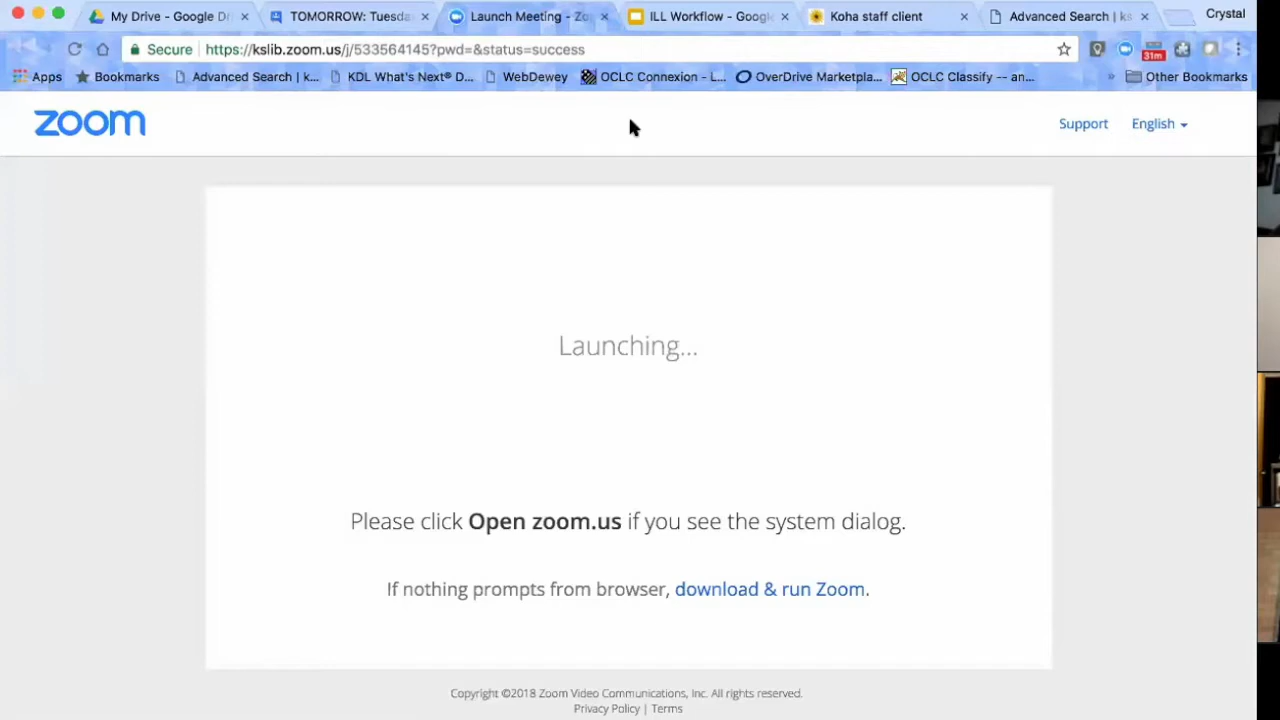 My Drive - Google Dr
TOMORROW: Tuesda
Launch Meeting - Zo
ILL Workflow - Google
Koha staff client
Advanced Search | ks
Crystal
Secure https://kslib.zoom.us/j/533564145?pwd=&status=success
31m
Apps
Bookmarks
Advanced Search | k...
KDL What's Next® D...
WebDewey
OCLC Connexion - L...
OverDrive Marketpla...
OCLC Classify -- an...
»
Other Bookmarks
zoom
Support
English
Launching...
Please click Open zoom.us if you see the system dialog.
If nothing prompts from browser, download & run Zoom.
Copyright ©2018 Zoom Video Communications, Inc. All rights reserved.
Privacy Policy | Terms